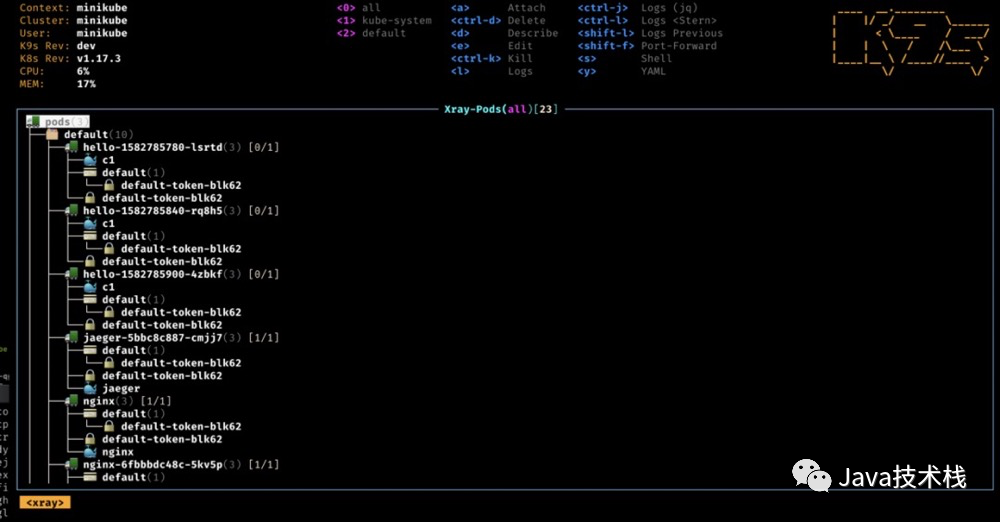 Context: minikube <0> all <a> Attach <ctrl-j> Logs (jq)
Cluster: minikube <1> kube-system <ctrl-d> Delete <ctrl-l> Logs <Stern>
User: minikube <2> default <d> Describe <shift-l> Logs Previous
K9s Rev: dev <e> Edit <shift-f> Port-Forward
K8s Rev: v1.17.3 <ctrl-k> Kill <s> Shell
CPU: 6% <l> Logs <y> YAML
MEM: 17%
K9s
Xray-Pods(all)[23]
pods(3)
default(10)
hello-1582785780-lsrtd(3) [0/1]
c1
default(1)
default-token-blk62
default-token-blk62
hello-1582785840-rq8h5(3) [0/1]
c1
default(1)
default-token-blk62
default-token-blk62
hello-1582785900-4zbkf(3) [0/1]
c1
default(1)
default-token-blk62
default-token-blk62
jaeger-5bbc8c887-cmjj7(3) [1/1]
default(1)
default-token-blk62
default-token-blk62
jaeger
nginx(3) [1/1]
default(1)
default-token-blk62
default-token-blk62
nginx
nginx-6fbbbdc48c-5kv5p(3) [1/1]
default(1)
<xray>
Java技术栈